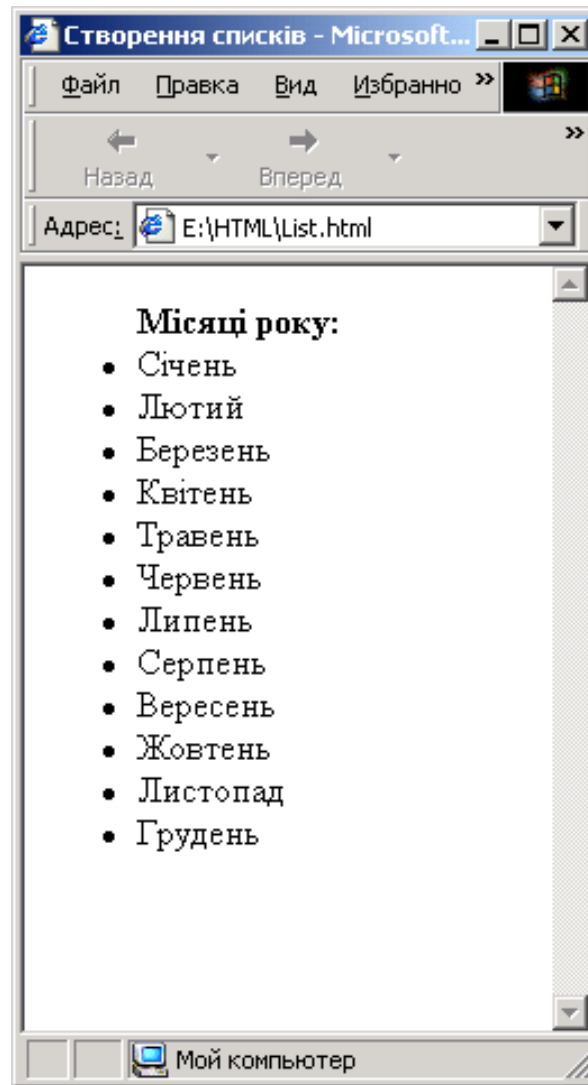 Створення списків - Microsoft...
Файл Правка Вид Избранно »
»
Назад Вперед
Адрес: E:\HTML\List.html
Місяці року:
• Січень
• Лютий
• Березень
• Квітень
• Травень
• Червень
• Липень
• Серпень
• Вересень
• Жовтень
• Листопад
• Грудень
Мой компьютер